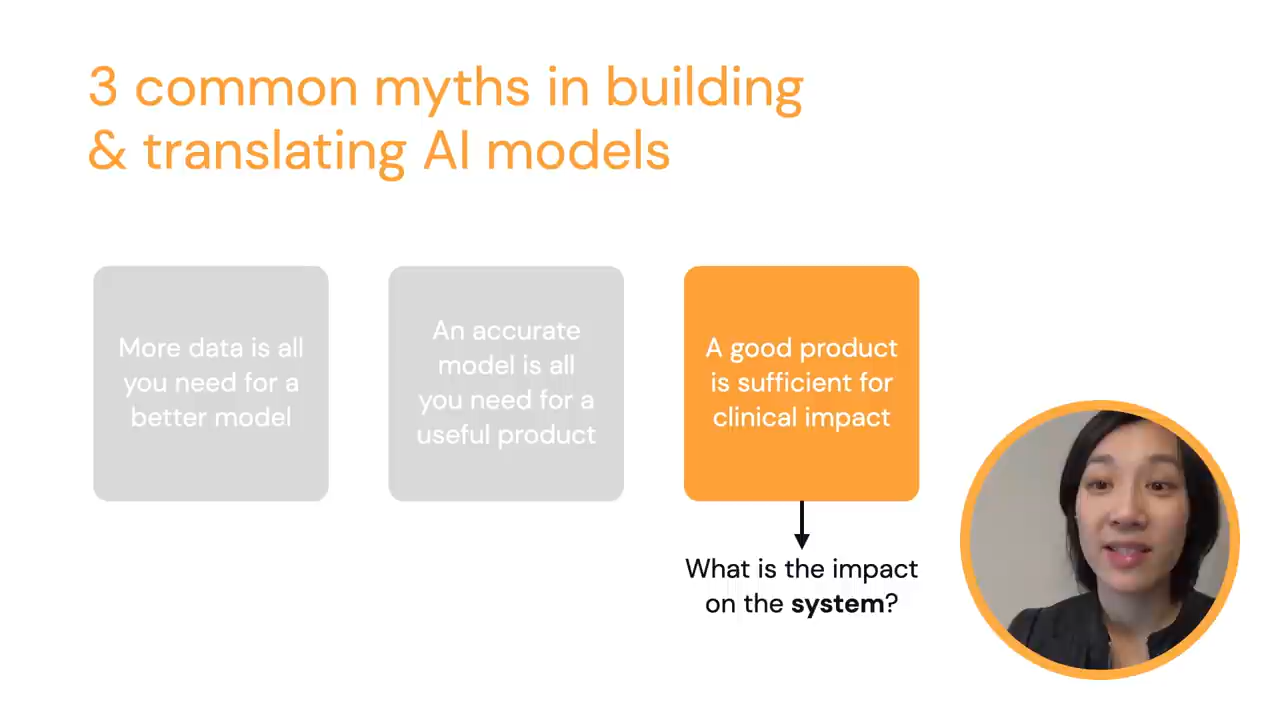 3 common myths in building
& translating AI models
More data is all
you need for a
better model
An accurate
model is all
you need for a
useful product
A good product
is sufficient for
clinical impact
What is the impact
on the system?